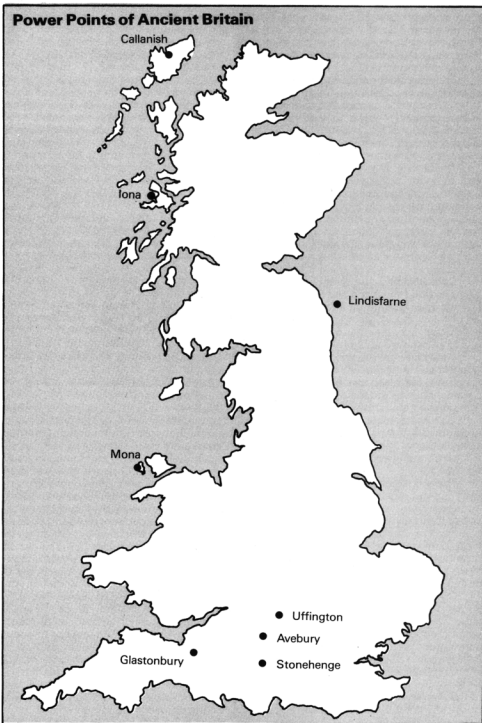 Power Points of Ancient Britain
Callanish
Iona
Lindisfarne
Mona
Uffington
Avebury
Glastonbury
Stonehenge